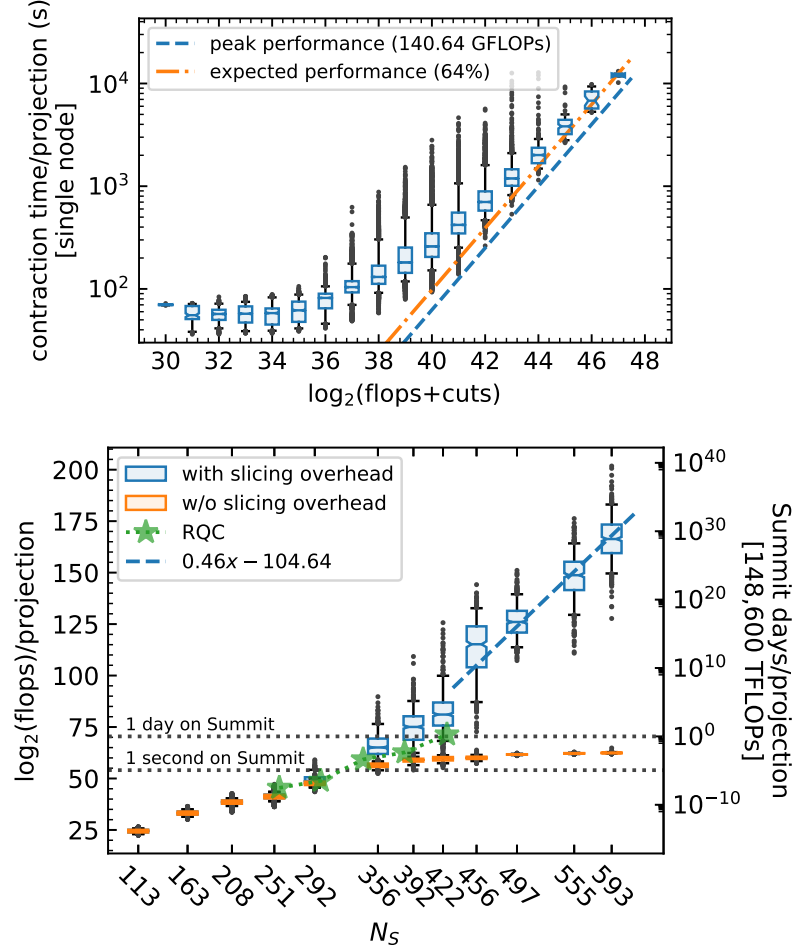 contraction time/projection (s)
[single node]
peak performance (140.64 GFLOPs)
expected performance (64%)
10^4
10^3
10^2
30 32 34 36 38 40 42 44 46 48
log₂(flops+cuts)
log₂(flops)/projection
200
175
150
125
100
75
50
25
with slicing overhead
w/o slicing overhead
RQC
0.46x − 104.64
1 day on Summit
1 second on Summit
10^40
10^30
10^20
10^10
10^0
10^−10
Summit days/projection
[148,600 TFLOPs]
113 163 208 251 292 356 392 422 456 497 555 593
N_S